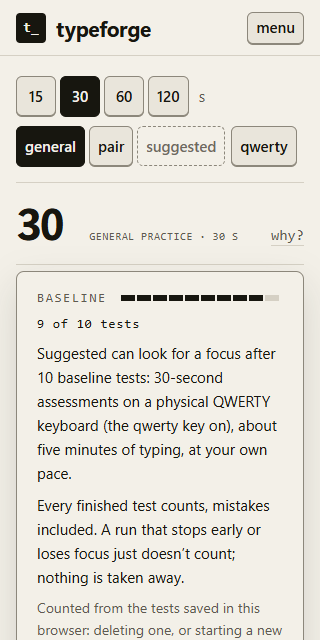 t_ typeforge menu
15 30 60 120 s
general pair suggested qwerty
30 GENERAL PRACTICE · 30 S why?
BASELINE
9 of 10 tests
Suggested can look for a focus after
10 baseline tests: 30-second
assessments on a physical QWERTY
keyboard (the qwerty key on), about
five minutes of typing, at your own
pace.
Every finished test counts, mistakes
included. A run that stops early or
loses focus just doesn't count;
nothing is taken away.
Counted from the tests saved in this
browser: deleting one, or starting a new